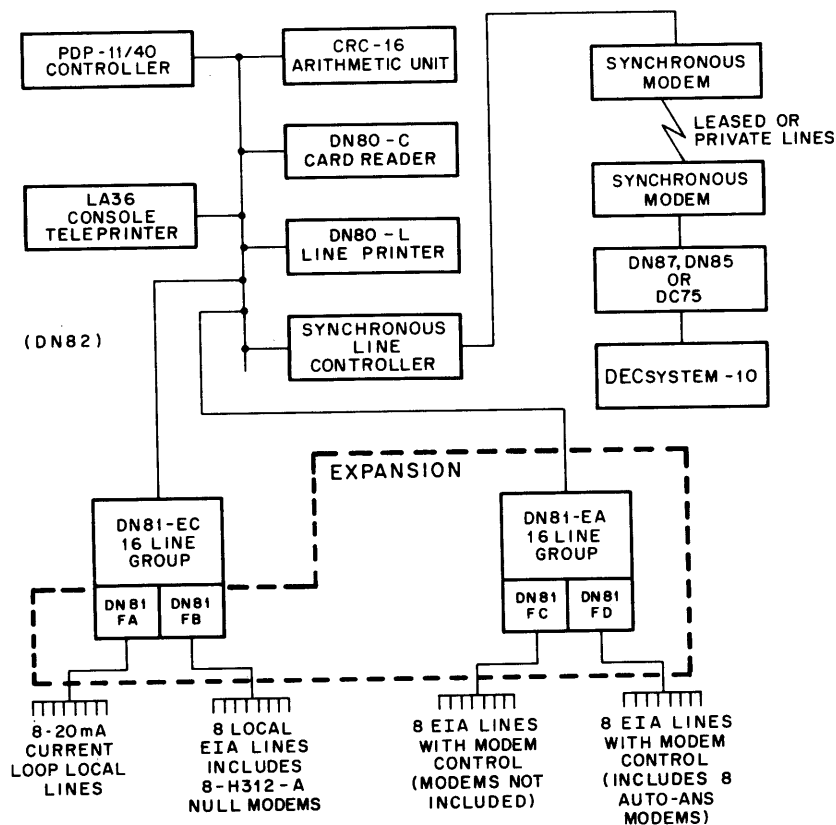 PDP-11/40
CONTROLLER
CRC-16
ARITHMETIC UNIT
SYNCHRONOUS
MODEM
LEASED OR
PRIVATE LINES
DN80-C
CARD READER
LA36
CONSOLE
TELEPRINTER
SYNCHRONOUS
MODEM
DN80-L
LINE PRINTER
DN87, DN85
OR
DC75
(DN82)
SYNCHRONOUS
LINE
CONTROLLER
DECSYSTEM-10
EXPANSION
DN81-EC
16 LINE
GROUP
DN81
FA
DN81
FB
DN81-EA
16 LINE
GROUP
DN81
FC
DN81
FD
8-20mA
CURRENT
LOOP LOCAL
LINES
8 LOCAL
EIA LINES
INCLUDES
8-H312-A
NULL MODEMS
8 EIA LINES
WITH MODEM
CONTROL
(MODEMS NOT
INCLUDED)
8 EIA LINES
WITH MODEM
CONTROL
(INCLUDES 8
AUTO-ANS
MODEMS)